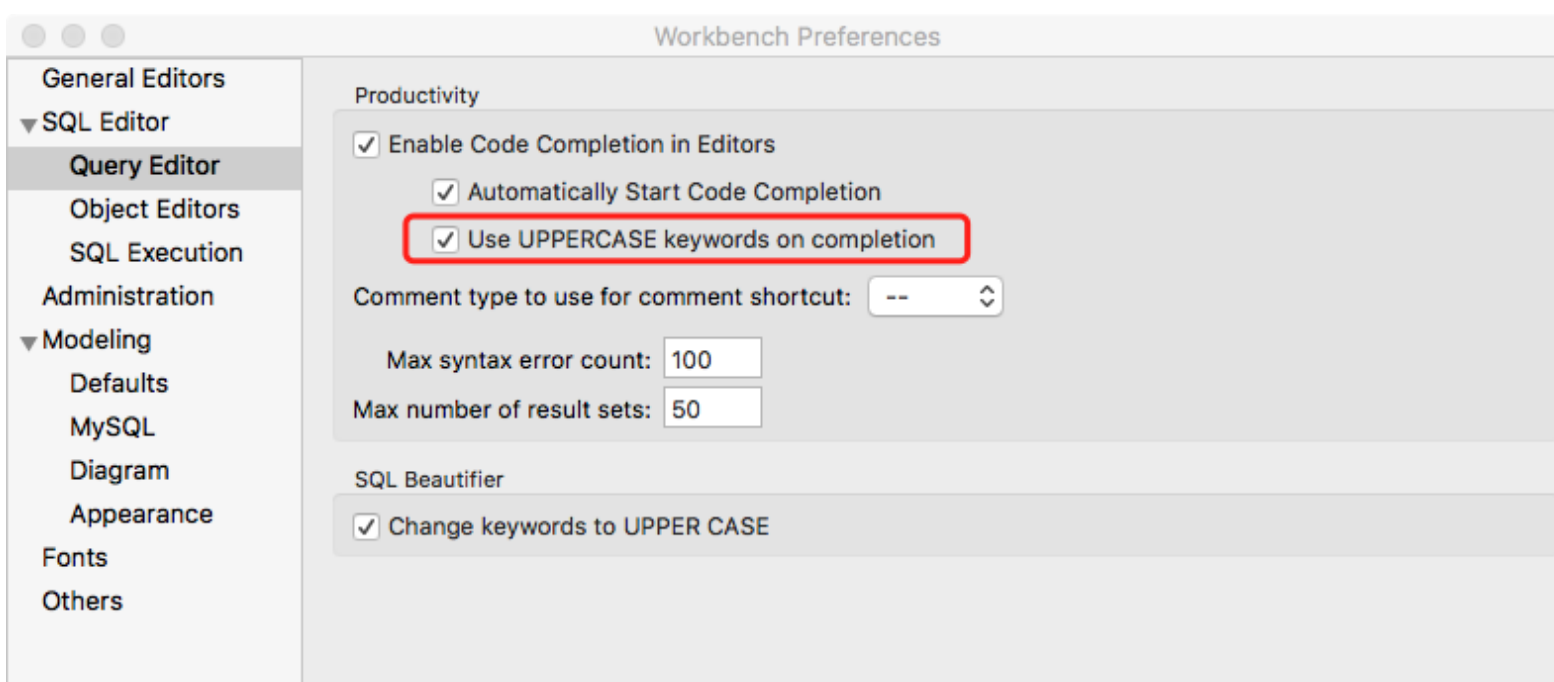 Workbench Preferences
General Editors
SQL Editor
Query Editor
Object Editors
SQL Execution
Administration
Modeling
Defaults
MySQL
Diagram
Appearance
Fonts
Others
Productivity
Enable Code Completion in Editors
Automatically Start Code Completion
Use UPPERCASE keywords on completion
Comment type to use for comment shortcut: --
Max syntax error count: 100
Max number of result sets: 50
SQL Beautifier
Change keywords to UPPER CASE